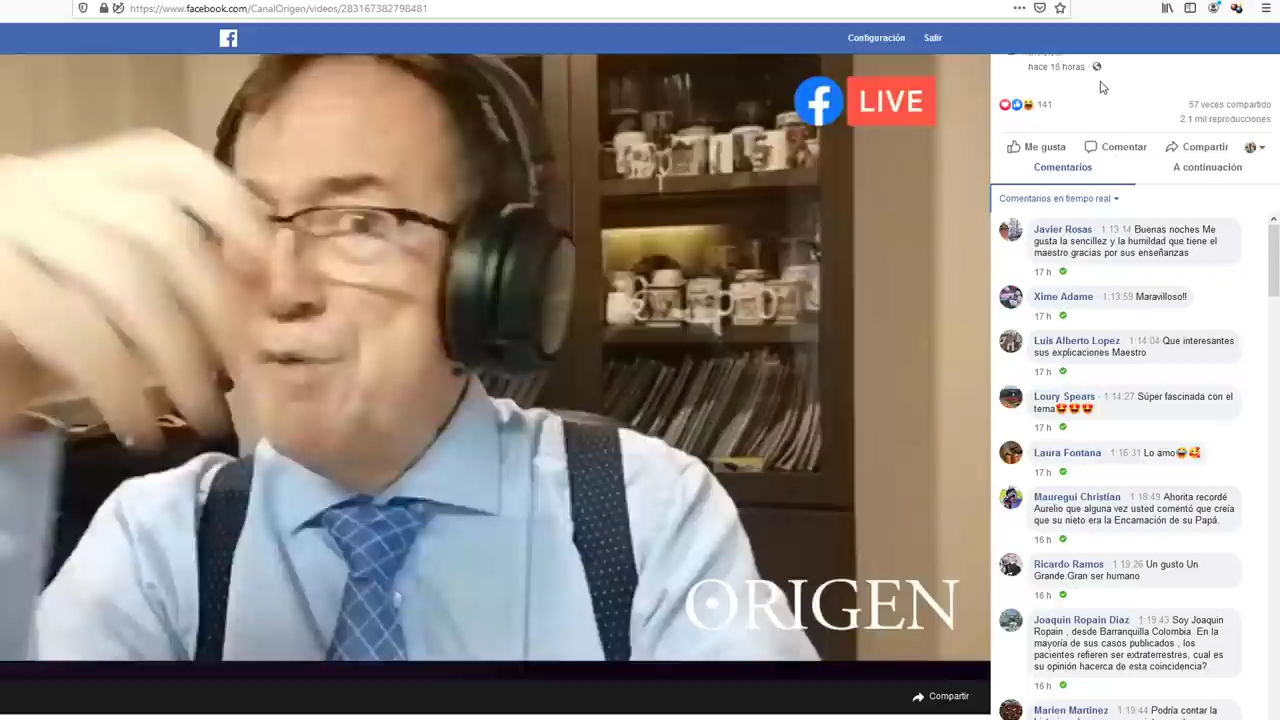 https://www.facebook.com/CanalOrigen/videos/283167382798481
Configuración Salir
LIVE
ORIGEN
Compartir
hace 16 horas
141
57 veces compartido
2.1 mil reproducciones
Me gusta Comentar Compartir
Comentarios A continuación
Comentarios en tiempo real
Javier Rosas 1:13:14 Buenas noches Me
gusta la sencillez y la humildad que tiene el
maestro gracias por sus enseñanzas
17 h
Xime Adame 1:13:59 Maravilloso!!
17 h
Luis Alberto Lopez 1:14:04 Que interesantes
sus explicaciones Maestro
17 h
Loury Spears 1:14:27 Súper fascinada con el
tema😍😍😍
17 h
Laura Fontana 1:16:31 Lo amo😄🥰
17 h
Mauregui Christian 1:18:49 Ahorita recordé
Aurelio que alguna vez usted comentó que creía
que su nieto era la Encarnación de su Papá.
16 h
Ricardo Ramos 1:19:26 Un gusto Un
Grande.Gran ser humano
16 h
Joaquin Ropain Diaz 1:19:43 Soy Joaquin
Ropain , desde Barranquilla Colombia. En la
mayoría de sus casos publicados , los
pacientes refieren ser extraterrestres, cual es
su opinión hacerca de esta coincidencia?
16 h
Marien Martinez 1:19:44 Podría contar la